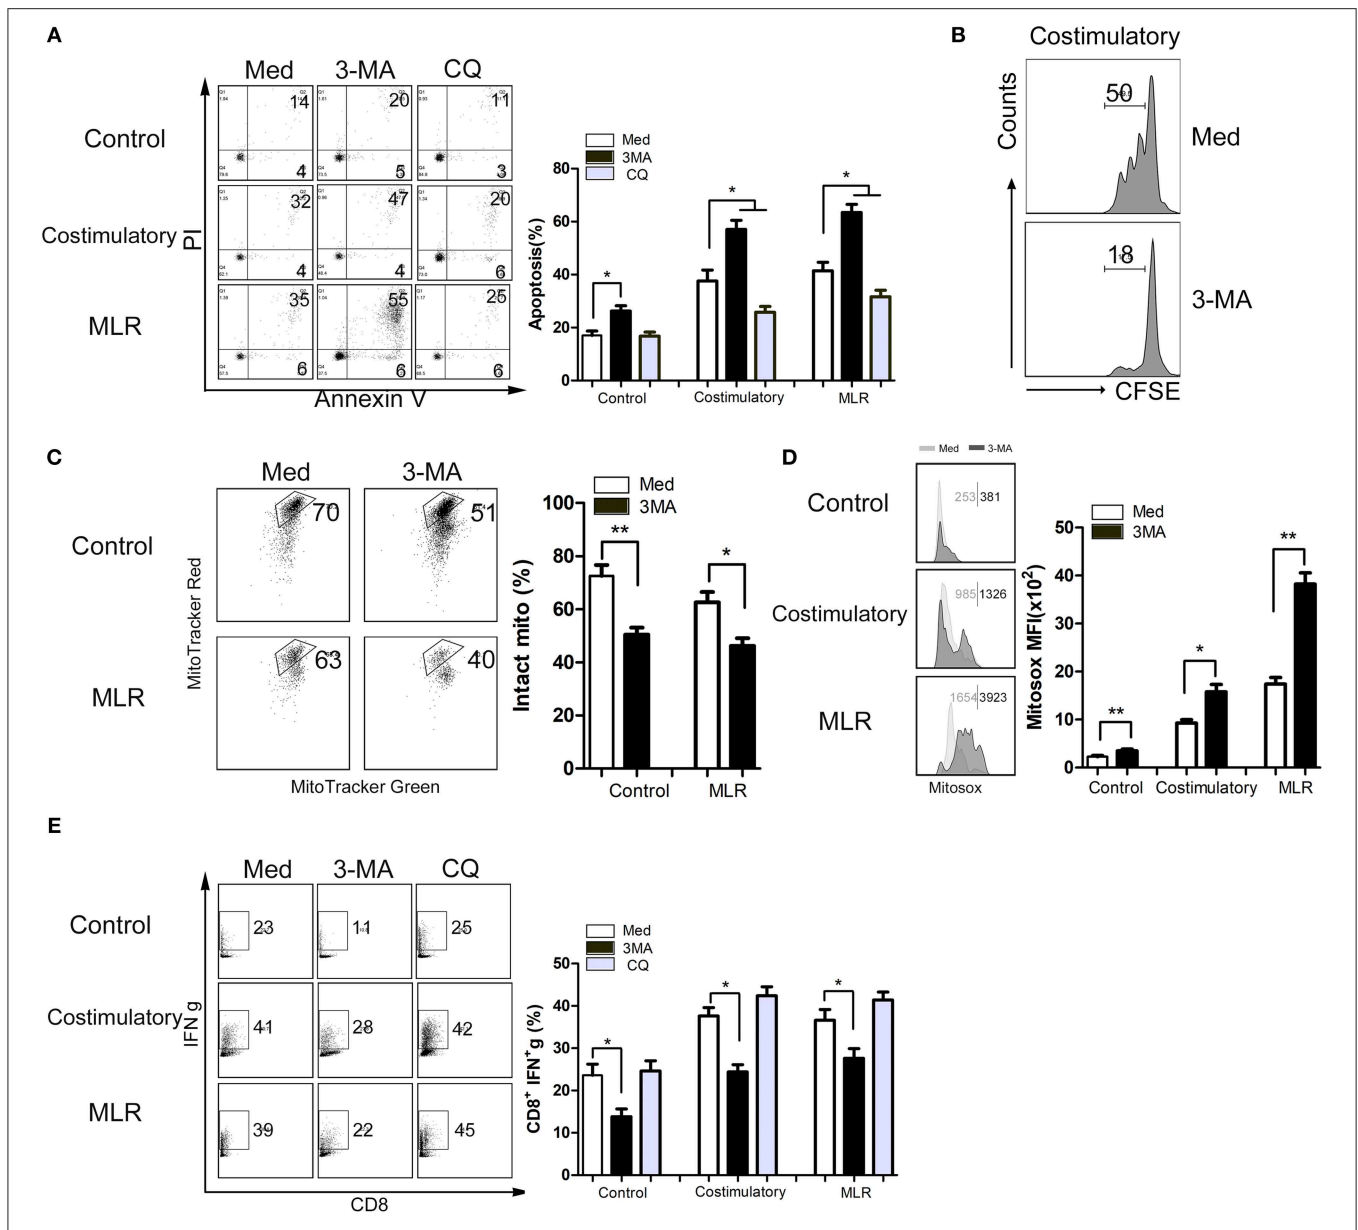 A
Med 3-MA CQ
Control
Costimulatory
MLR
PI
Annexin V
14 20 11
4 5 3
32 47 20
4 4 6
35 55 25
6 6 6
Med
3MA
CQ
Apoptosis(%)
80
60
40
20
0
* * *
Control Costimulatory MLR
B
Costimulatory
Counts
50
Med
18
3-MA
CFSE
C
Med 3-MA
Control
70 51
MLR
63 40
MitoTracker Red
MitoTracker Green
Med
3MA
Intact mito (%)
100
80
60
40
20
0
** *
Control MLR
D
Med 3-MA
Control
253 381
Costimulatory
985 1326
MLR
1654 3923
Mitosox
Med
3MA
Mitosox MFI(x10²)
50
40
30
20
10
0
** * **
Control Costimulatory MLR
E
Med 3-MA CQ
Control
23 11 25
Costimulatory
41 28 42
MLR
39 22 45
IFN g
CD8
Med
3MA
CQ
CD8⁺ IFN⁺g (%)
50
40
30
20
10
0
* * *
Control Costimulatory MLR